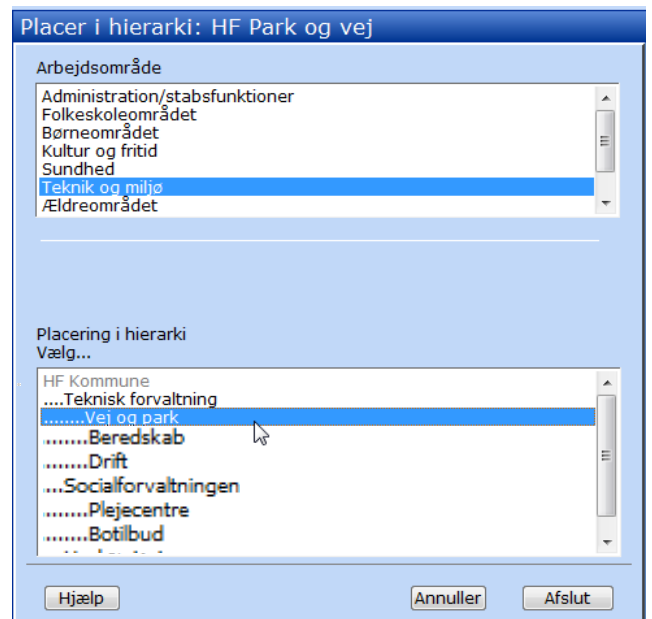 Placer i hierarki: HF Park og vej
Arbejdsområde
Administration/stabsfunktioner
Folkeskoleområdet
Børneområdet
Kultur og fritid
Sundhed
Teknik og miljø
Ældreområdet
Placering i hierarki
Vælg...
HF Kommune
....Teknisk forvaltning
........Vej og park
........Beredskab
........Drift
....Socialforvaltningen
........Plejecentre
........Botilbud
Hjælp Annuller Afslut